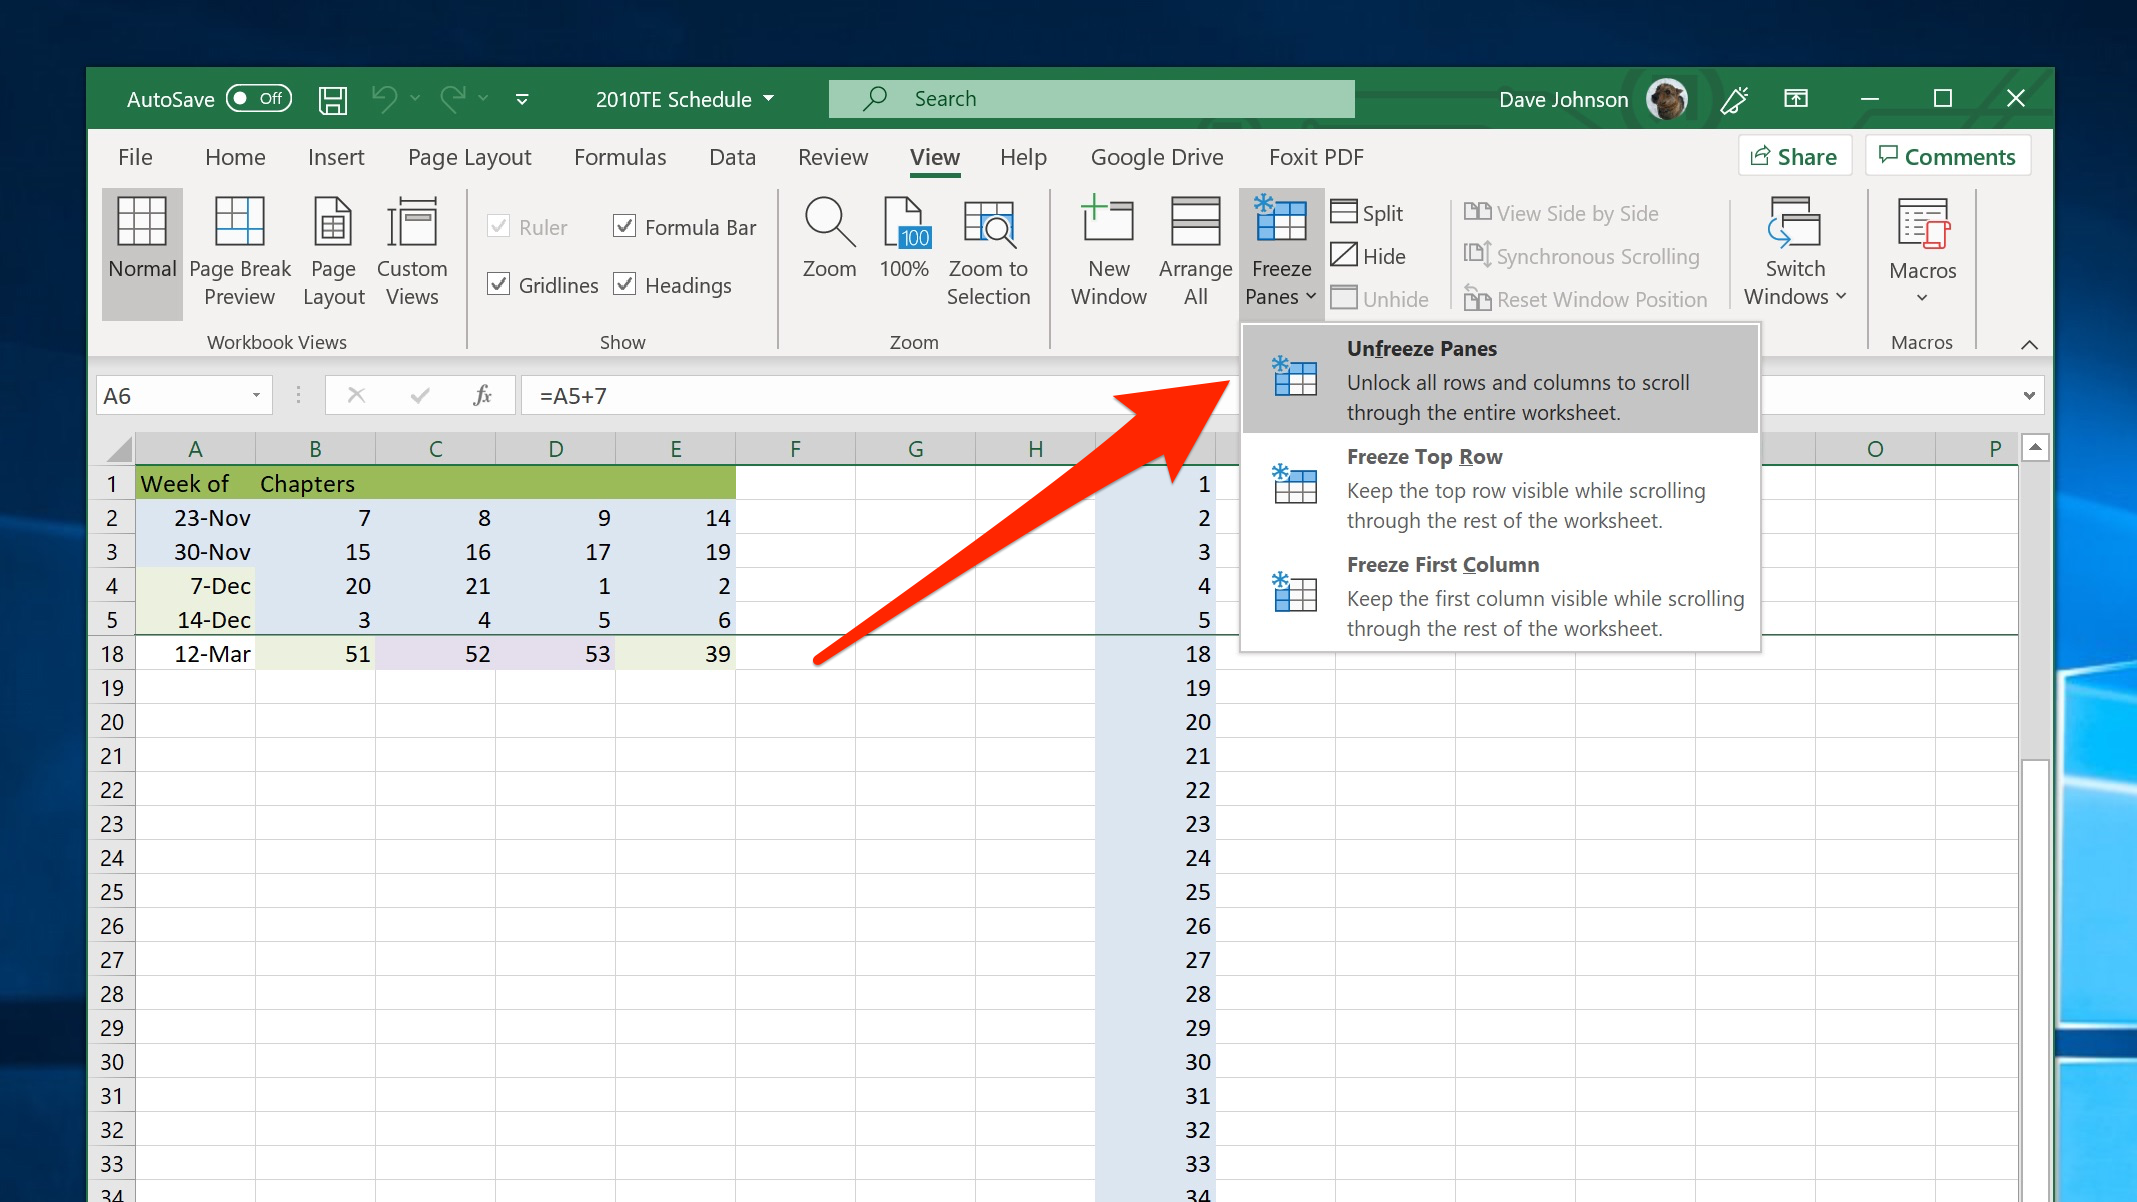 AutoSave Off 2010TE Schedule Search Dave Johnson
File Home Insert Page Layout Formulas Data Review View Help Google Drive Foxit PDF Share Comments
Normal
Page Break
Preview
Page
Layout
Custom
Views
Workbook Views
Ruler Formula Bar
Gridlines Headings
Show
Zoom
100
100%
Zoom to
Selection
Zoom
New
Window
Arrange
All
Freeze
Panes
Split
Hide
Unhide
View Side by Side
Synchronous Scrolling
Reset Window Position
Switch
Windows
Macros
Macros
Unfreeze Panes
Unlock all rows and columns to scroll
through the entire worksheet.
Freeze Top Row
Keep the top row visible while scrolling
through the rest of the worksheet.
Freeze First Column
Keep the first column visible while scrolling
through the rest of the worksheet.
A6 fx =A5+7
A B C D E F G H O P
1 Week of Chapters 1
2 23-Nov 7 8 9 14 2
3 30-Nov 15 16 17 19 3
4 7-Dec 20 21 1 2 4
5 14-Dec 3 4 5 6 5
18 12-Mar 51 52 53 39 18
19 19
20 20
21 21
22 22
23 23
24 24
25 25
26 26
27 27
28 28
29 29
30 30
31 31
32 32
33 33
34 34